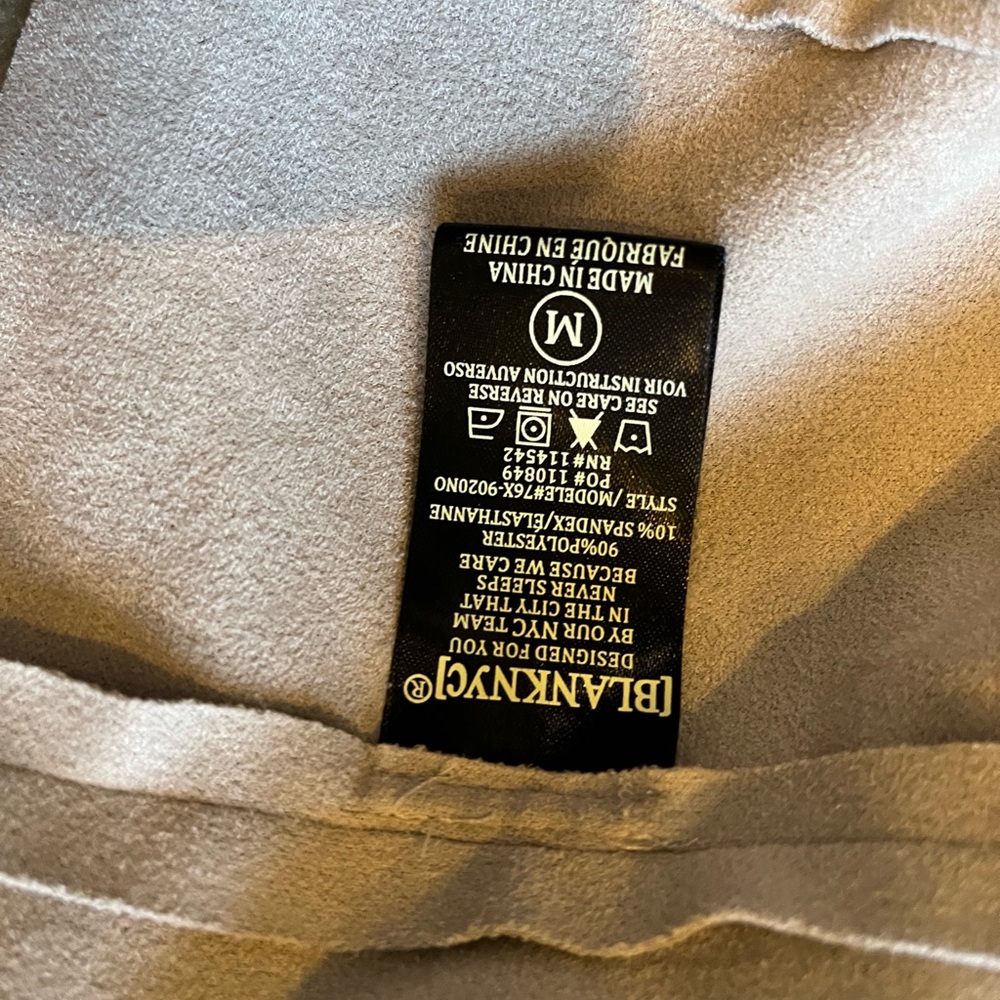 [BLANKNYC]®
DESIGNED FOR YOU
BY OUR NYC TEAM
IN THE CITY THAT
NEVER SLEEPS
BECAUSE WE CARE
90%POLYESTER
10% SPANDEX/ÉLASTHANNE
STYLE/MODELE#76X-9020NO
PO# 110849
RN# 114542
SEE CARE ON REVERSE
VOIR INSTRUCTION AUVERSO
M
MADE IN CHINA
FABRIQUÉ EN CHINE